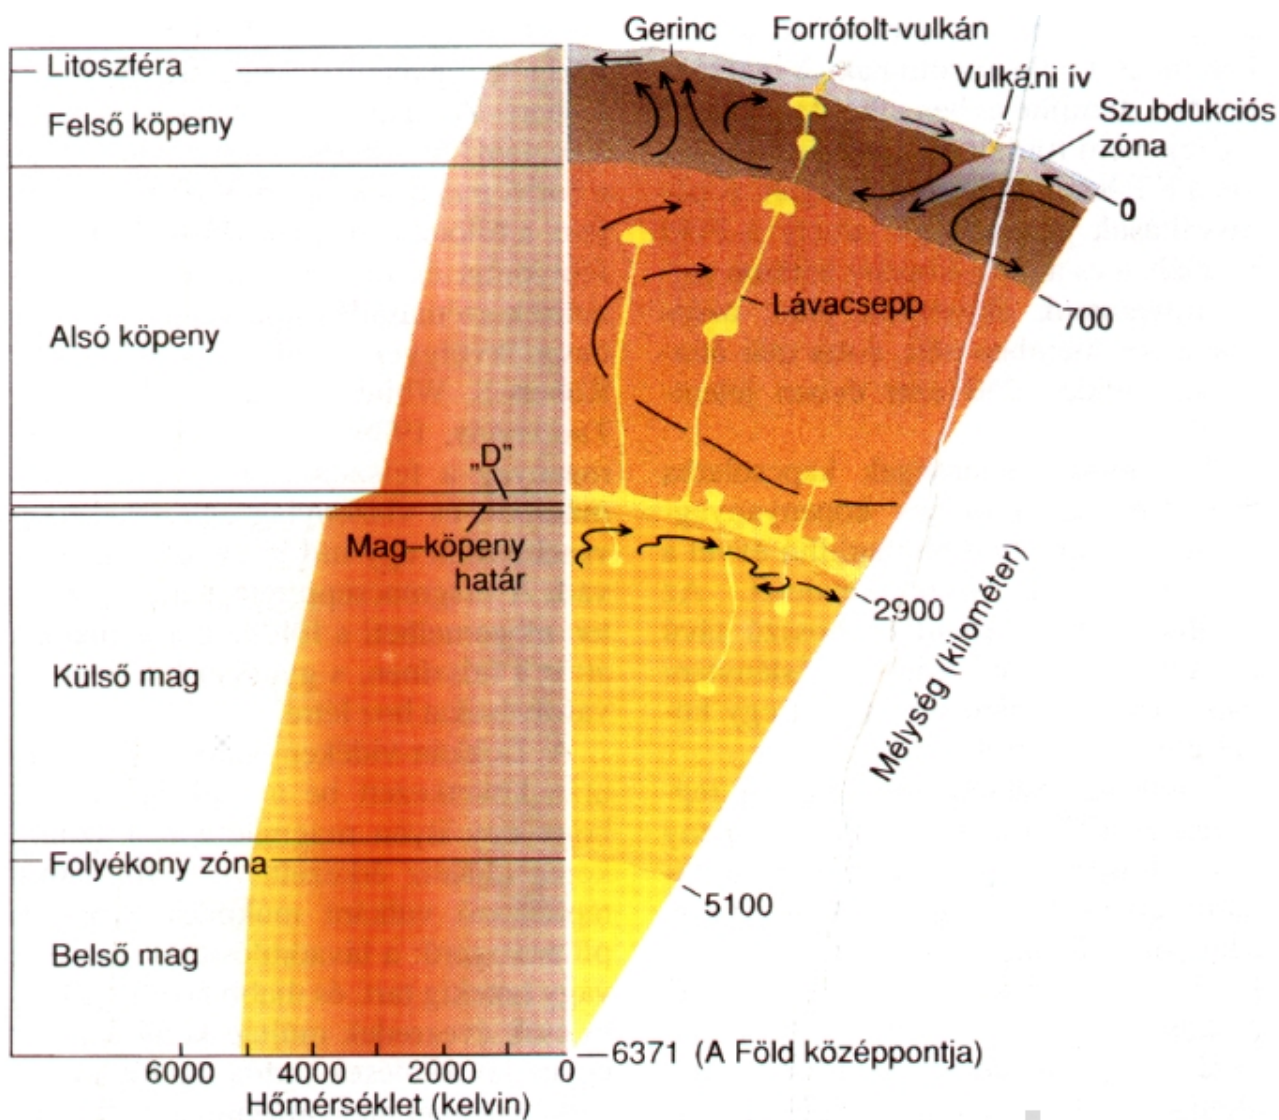 Gerinc
Forrófolt-vulkán
Litoszféra
Vulkáni ív
Szubdukciós
zóna
Felső köpeny
0
700
Lávacsepp
Alsó köpeny
„D”
Mag–köpeny
határ
2900
Mélység (kilométer)
Külső mag
Folyékony zóna
5100
Belső mag
6371 (A Föld középpontja)
6000 4000 2000 0
Hőmérséklet (kelvin)